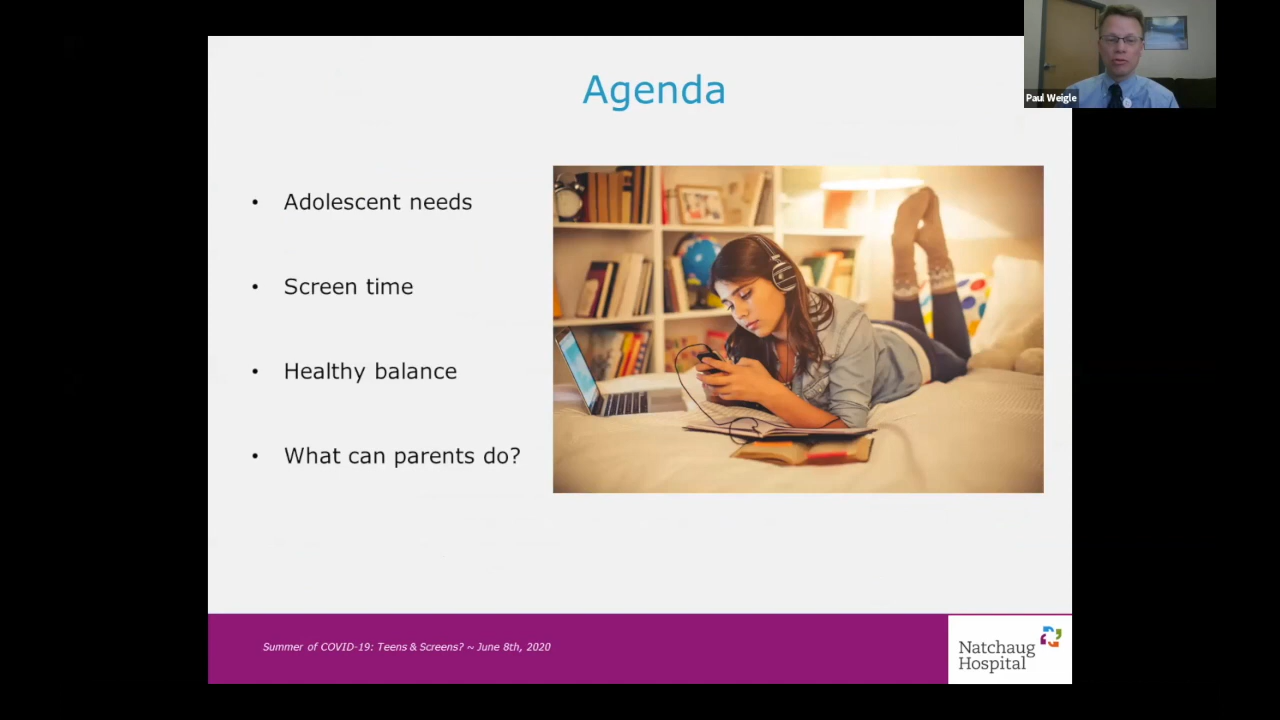 Agenda
Paul Weigle
• Adolescent needs
• Screen time
• Healthy balance
• What can parents do?
Summer of COVID-19: Teens & Screens? ~ June 8th, 2020
Natchaug
Hospital